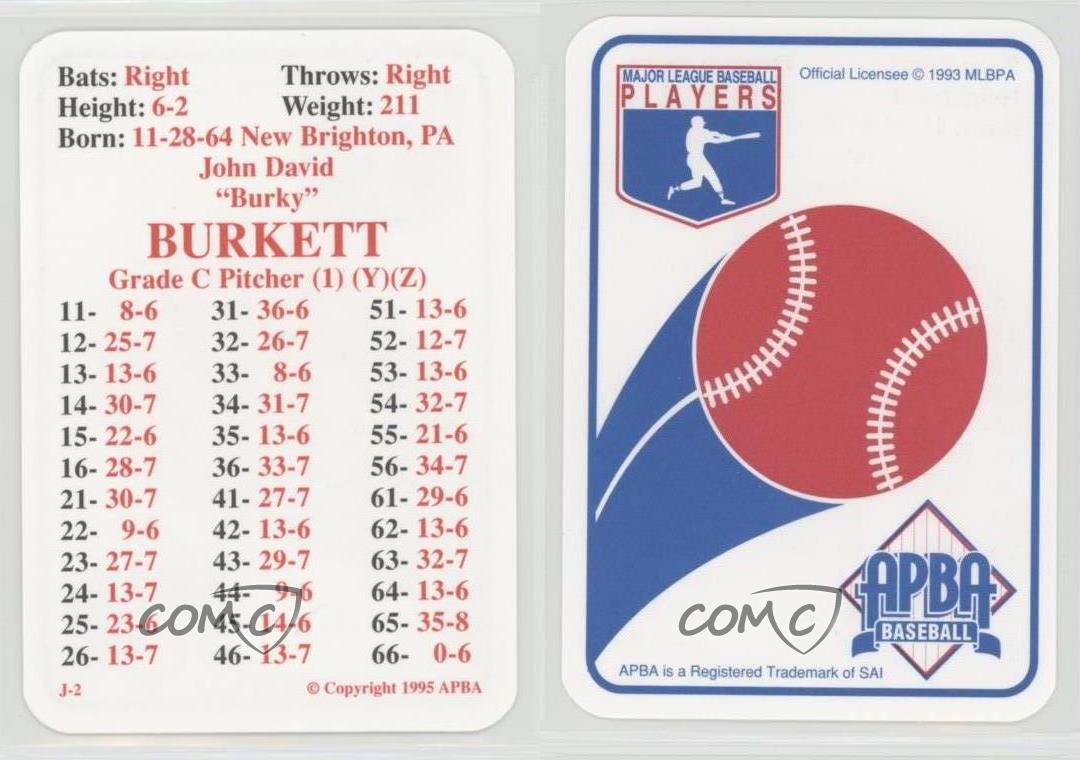 Bats: Right Throws: Right
Height: 6-2 Weight: 211
Born: 11-28-64 New Brighton, PA
John David
“Burky”
BURKETT
Grade C Pitcher (1) (Y)(Z)
11- 8-6 31- 36-6 51- 13-6
12- 25-7 32- 26-7 52- 12-7
13- 13-6 33- 8-6 53- 13-6
14- 30-7 34- 31-7 54- 32-7
15- 22-6 35- 13-6 55- 21-6
16- 28-7 36- 33-7 56- 34-7
21- 30-7 41- 27-7 61- 29-6
22- 9-6 42- 13-6 62- 13-6
23- 27-7 43- 29-7 63- 32-7
24- 13-7 44- 9-6 64- 13-6
25- 23-6 45- 14-6 65- 35-8
26- 13-7 46- 13-7 66- 0-6
COMC
J-2 © Copyright 1995 APBA
MAJOR LEAGUE BASEBALL
PLAYERS
Official Licensee © 1993 MLBPA
APBA
BASEBALL
COMC
APBA is a Registered Trademark of SAI